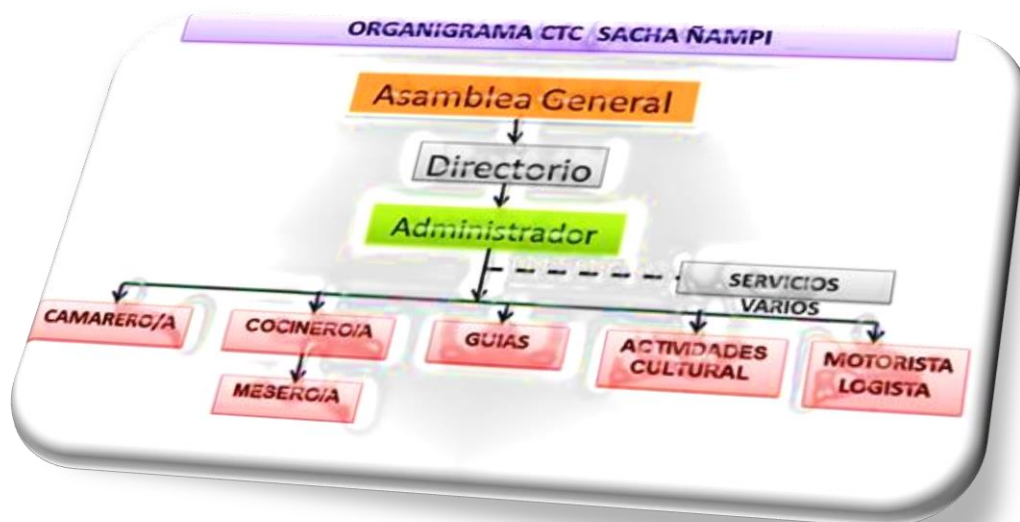 ORGANIGRAMA CTC SACHA ÑAMPI
Asamblea General
Directorio
Administrador
SERVICIOS
VARIOS
CAMARERO/A
COCINERO/A
GUIAS
ACTIVIDADES
CULTURAL
MOTORISTA
LOGISTA
MESERO/A